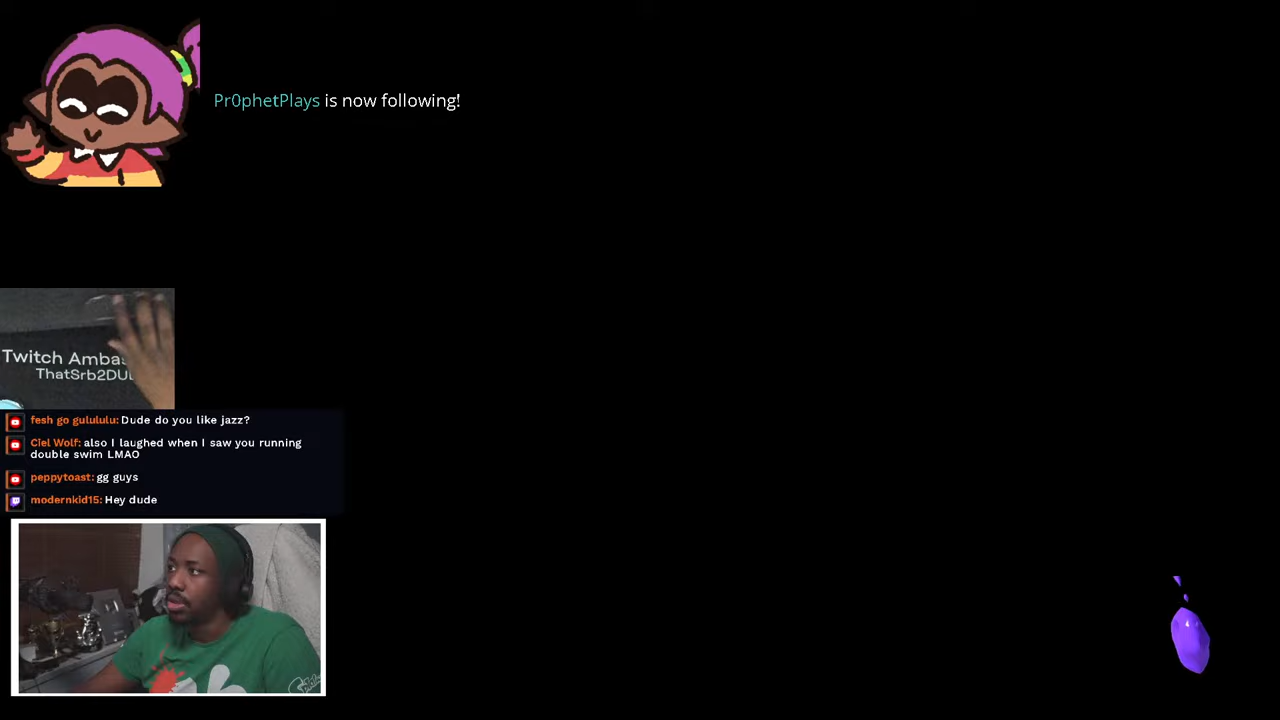 Pr0phetPlays is now following!
Twitch
ThatSrb2DU
fesh go gulululu: Dude do you like jazz?
Ciel Wolf: also I laughed when I saw you running
double swim LMAO
peppytoast: gg guys
modernkid15: Hey dude